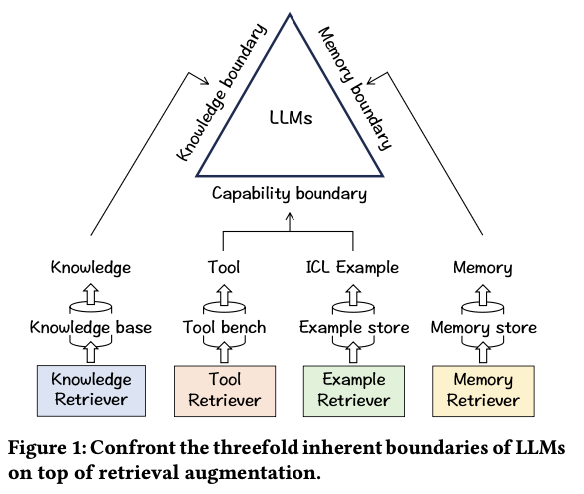 Knowledge boundary
Memory boundary
LLMs
Capability boundary
Knowledge Tool ICL Example Memory
Knowledge base Tool bench Example store Memory store
Knowledge Retriever
Tool Retriever
Example Retriever
Memory Retriever
Figure 1: Confront the threefold inherent boundaries of LLMs
on top of retrieval augmentation.